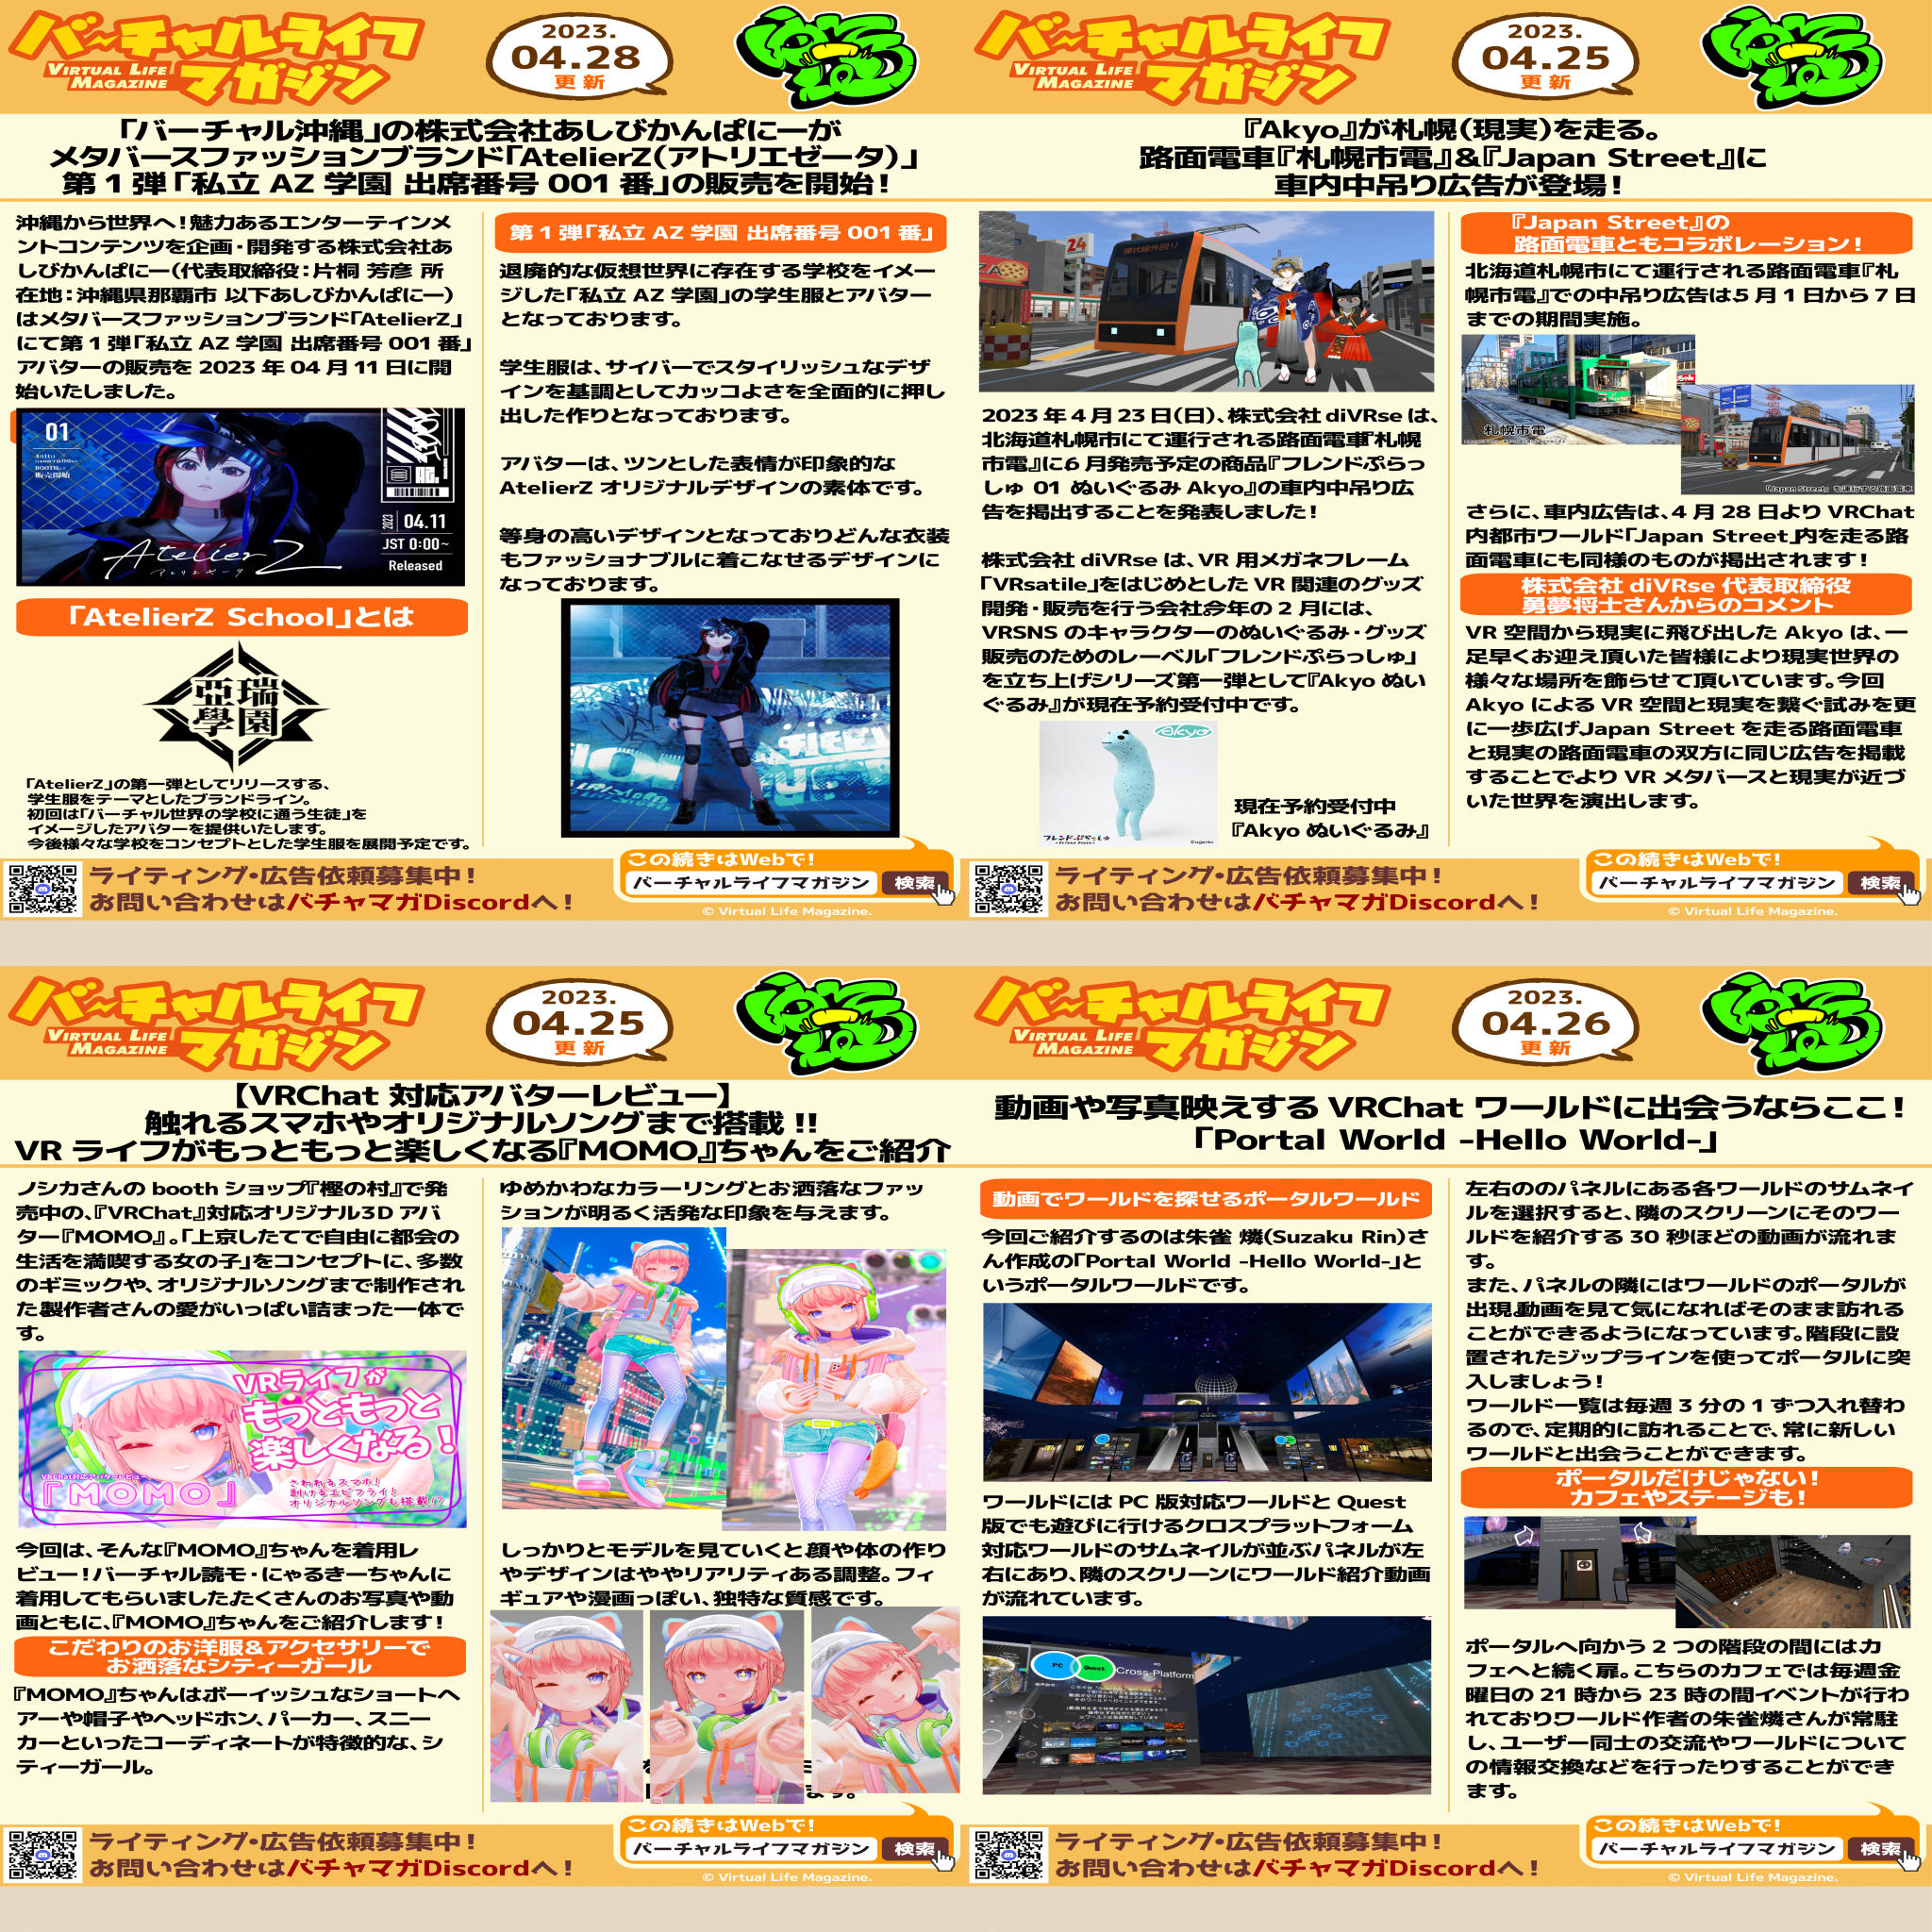 バーチャルライフ
マガジン
VIRTUAL LIFE
MAGAZINE
2023.
04.28
更新
「バーチャル沖縄」の株式会社あしびかんぱにーが
メタバースファッションブランド「AtelierZ(アトリエゼータ)」
第1弾「私立 AZ 学園 出席番号 001 番」の販売を開始!
沖縄から世界へ!魅力あるエンターテインメ
ントコンテンツを企画・開発する株式会社あ
しびかんぱにー(代表取締役:片桐 芳彦 所
在地:沖縄県那覇市 以下あしびかんぱにー)
はメタバースファッションブランド「AtelierZ」
にて第1弾「私立 AZ 学園 出席番号 001 番」
アバターの販売を 2023 年 04 月 11 日に開
始いたしました。
01
BOOTH
販売開始
AtelierZ
アトリエゼータ
2023
04.11
JST 0:00~
Released
「AtelierZ School」とは
亞瑞
學園
「AtelierZ」の第一弾としてリリースする、
学生服をテーマとしたブランドライン。
初回は「バーチャル世界の学校に通う生徒」を
イメージしたアバターを提供いたします。
今後様々な学校をコンセプトとした学生服を展開予定です。
第1弾「私立 AZ 学園 出席番号 001 番」
退廃的な仮想世界に存在する学校をイメー
ジした「私立 AZ 学園」の学生服とアバター
となっております。
学生服は、サイバーでスタイリッシュなデザ
インを基調としてカッコよさを全面的に押し
出した作りとなっております。
アバターは、ツンとした表情が印象的な
AtelierZ オリジナルデザインの素体です。
等身の高いデザインとなっておりどんな衣装
もファッショナブルに着こなせるデザインに
なっております。
ライティング・広告依頼募集中!
お問い合わせはバチャマガDiscordへ!
この続きはWebで!
バーチャルライフマガジン 検索
© Virtual Life Magazine.
バーチャルライフ
マガジン
VIRTUAL LIFE
MAGAZINE
2023.
04.25
更新
『Akyo』が札幌(現実)を走る。
路面電車『札幌市電』&『Japan Street』に
車内中吊り広告が登場!
24
環状線外回り
2023 年 4 月 23 日(日)、株式会社 diVRse は、
北海道札幌市にて運行される路面電車『札幌
市電』に6 月発売予定の商品『フレンドぷらっ
しゅ 01 ぬいぐるみ Akyo』の車内中吊り広
告を掲出することを発表しました!
株式会社 diVRse は、VR 用メガネフレーム
「VRsatile」をはじめとした VR 関連のグッズ
開発・販売を行う会社。今年の 2 月には、
VRSNS のキャラクターのぬいぐるみ・グッズ
販売のためのレーベル「フレンドぷらっしゅ」
を立ち上げシリーズ第一弾として『Akyo ぬい
ぐるみ』が現在予約受付中です。
Akyo
フレンドぷらっしゅ
現在予約受付中
『Akyo ぬいぐるみ』
『Japan Street』の
路面電車ともコラボレーション!
北海道札幌市にて運行される路面電車『札
幌市電』での中吊り広告は5 月 1 日から 7 日
までの期間実施。
札幌市電
『Japan Street』を運行する路面電車
さらに、車内広告は、4 月 28 日より VRChat
内都市ワールド「Japan Street」内を走る路
面電車にも同様のものが掲出されます!
株式会社 diVRse 代表取締役
勇夢将士さんからのコメント
VR 空間から現実に飛び出した Akyo は、一
足早くお迎え頂いた皆様により現実世界の
様々な場所を飾らせて頂いています。今回
Akyo による VR 空間と現実を繋ぐ試みを更
に一歩広げ、Japan Street を走る路面電車
と現実の路面電車の双方に同じ広告を掲載
することでより VR メタバースと現実が近づ
いた世界を演出します。
ライティング・広告依頼募集中!
お問い合わせはバチャマガDiscordへ!
この続きはWebで!
バーチャルライフマガジン 検索
© Virtual Life Magazine.
バーチャルライフ
マガジン
VIRTUAL LIFE
MAGAZINE
2023.
04.25
更新
【VRChat 対応アバターレビュー】
触れるスマホやオリジナルソングまで搭載 !!
VR ライフがもっともっと楽しくなる『MOMO』ちゃんをご紹介
ノシカさんの booth ショップ『樫の村』で発
売中の、『VRChat』対応オリジナル3D アバ
ター『MOMO』。「上京したてで自由に都会の
生活を満喫する女の子」をコンセプトに、多数
のギミックや、オリジナルソングまで制作され
た製作者さんの愛がいっぱい詰まった一体で
す。
VRライフが
もっともっと
楽しくなる!
VRChat対応アバターレビュー
『MOMO』
さわれるスマホ!
剥けるエビフライ!
オリジナルソングも搭載!?
今回は、そんな『MOMO』ちゃんを着用レ
ビュー!バーチャル読モ・にゃるきーちゃんに
着用してもらいました。たくさんのお写真や動
画ともに、『MOMO』ちゃんをご紹介します!
こだわりのお洋服&アクセサリーで
お洒落なシティーガール
『MOMO』ちゃんはボーイッシュなショートヘ
アーや帽子やヘッドホン、パーカー、スニー
カーといったコーディネートが特徴的な、シ
ティーガール。
ゆめかわなカラーリングとお洒落なファッ
ションが明るく活発な印象を与えます。
しっかりとモデルを見ていくと、顔や体の作り
やデザインはややリアリティある調整。フィ
ギュアや漫画っぽい、独特な質感です。
ライティング・広告依頼募集中!
お問い合わせはバチャマガDiscordへ!
この続きはWebで!
バーチャルライフマガジン 検索
© Virtual Life Magazine.
バーチャルライフ
マガジン
VIRTUAL LIFE
MAGAZINE
2023.
04.26
更新
動画や写真映えする VRChat ワールドに出会うならここ!
「Portal World -Hello World-」
動画でワールドを探せるポータルワールド
今回ご紹介するのは朱雀 燐(Suzaku Rin)さ
ん作成の「Portal World -Hello World-」と
いうポータルワールドです。
ワールドには PC 版対応ワールドと Quest
版でも遊びに行けるクロスプラットフォーム
対応ワールドのサムネイルが並ぶパネルが左
右にあり、隣のスクリーンにワールド紹介動画
が流れています。
PC
Quest
Cross-Platform
左右ののパネルにある各ワールドのサムネイ
ルを選択すると、隣のスクリーンにそのワー
ルドを紹介する 30 秒ほどの動画が流れま
す。
また、パネルの隣にはワールドのポータルが
出現。動画を見て気になればそのまま訪れる
ことができるようになっています。階段に設
置されたジップラインを使ってポータルに突
入しましょう!
ワールド一覧は毎週 3 分の 1 ずつ入れ替わ
るので、定期的に訪れることで、常に新しい
ワールドと出会うことができます。
ポータルだけじゃない!
カフェやステージも!
ポータルへ向かう 2 つの階段の間にはカ
フェへと続く扉。こちらのカフェでは毎週金
曜日の 21 時から 23 時の間イベントが行わ
れておりワールド作者の朱雀燐さんが常駐
し、ユーザー同士の交流やワールドについて
の情報交換などを行ったりすることができ
ます。
ライティング・広告依頼募集中!
お問い合わせはバチャマガDiscordへ!
この続きはWebで!
バーチャルライフマガジン 検索
© Virtual Life Magazine.